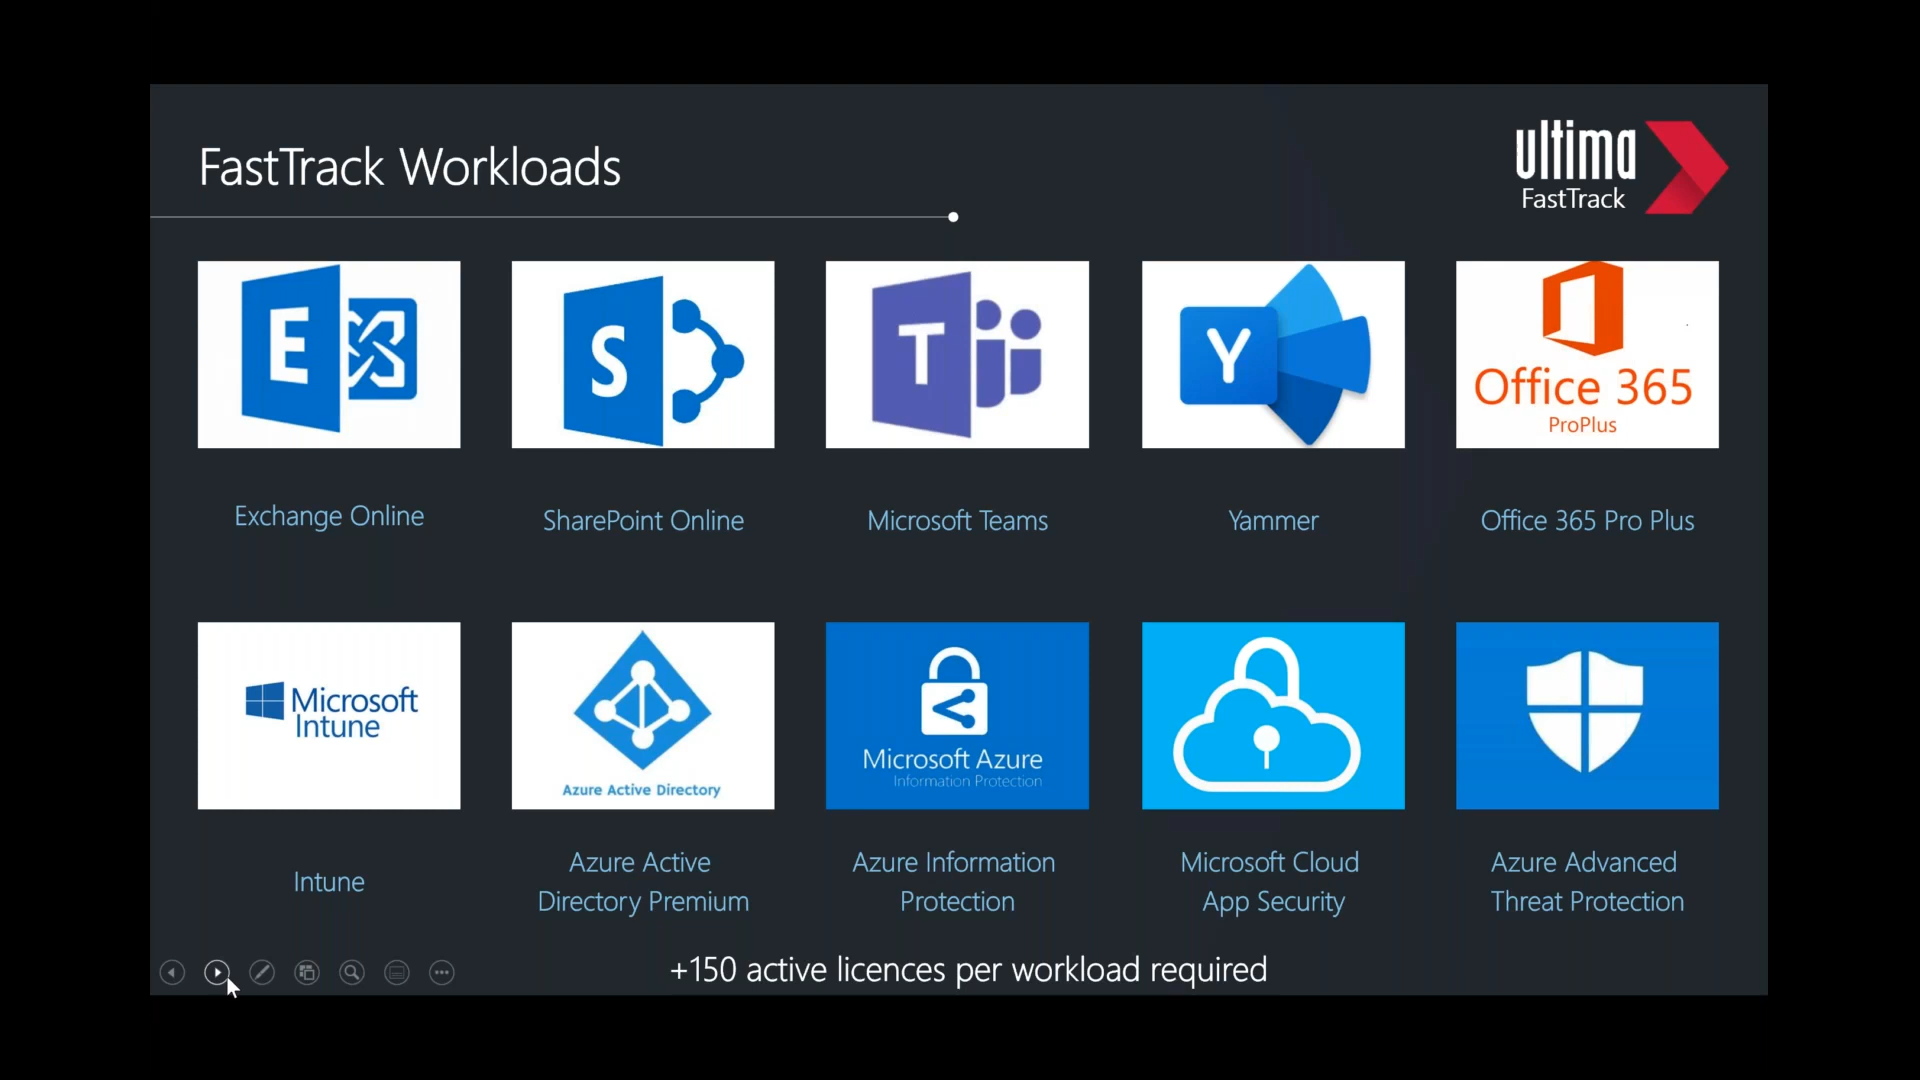 FastTrack Workloads
ultima
FastTrack
E
S
T
Y
Office 365
ProPlus
Exchange Online
SharePoint Online
Microsoft Teams
Yammer
Office 365 Pro Plus
Microsoft
Intune
Azure Active Directory
Microsoft Azure
Information Protection
Intune
Azure Active
Directory Premium
Azure Information
Protection
Microsoft Cloud
App Security
Azure Advanced
Threat Protection
+150 active licences per workload required